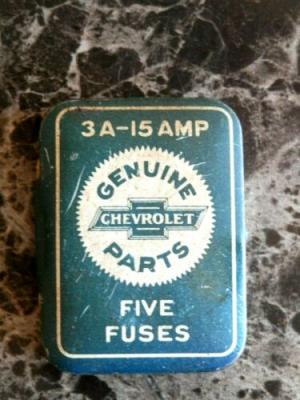 3A-15 AMP
GENUINE
CHEVROLET
PARTS
FIVE
FUSES